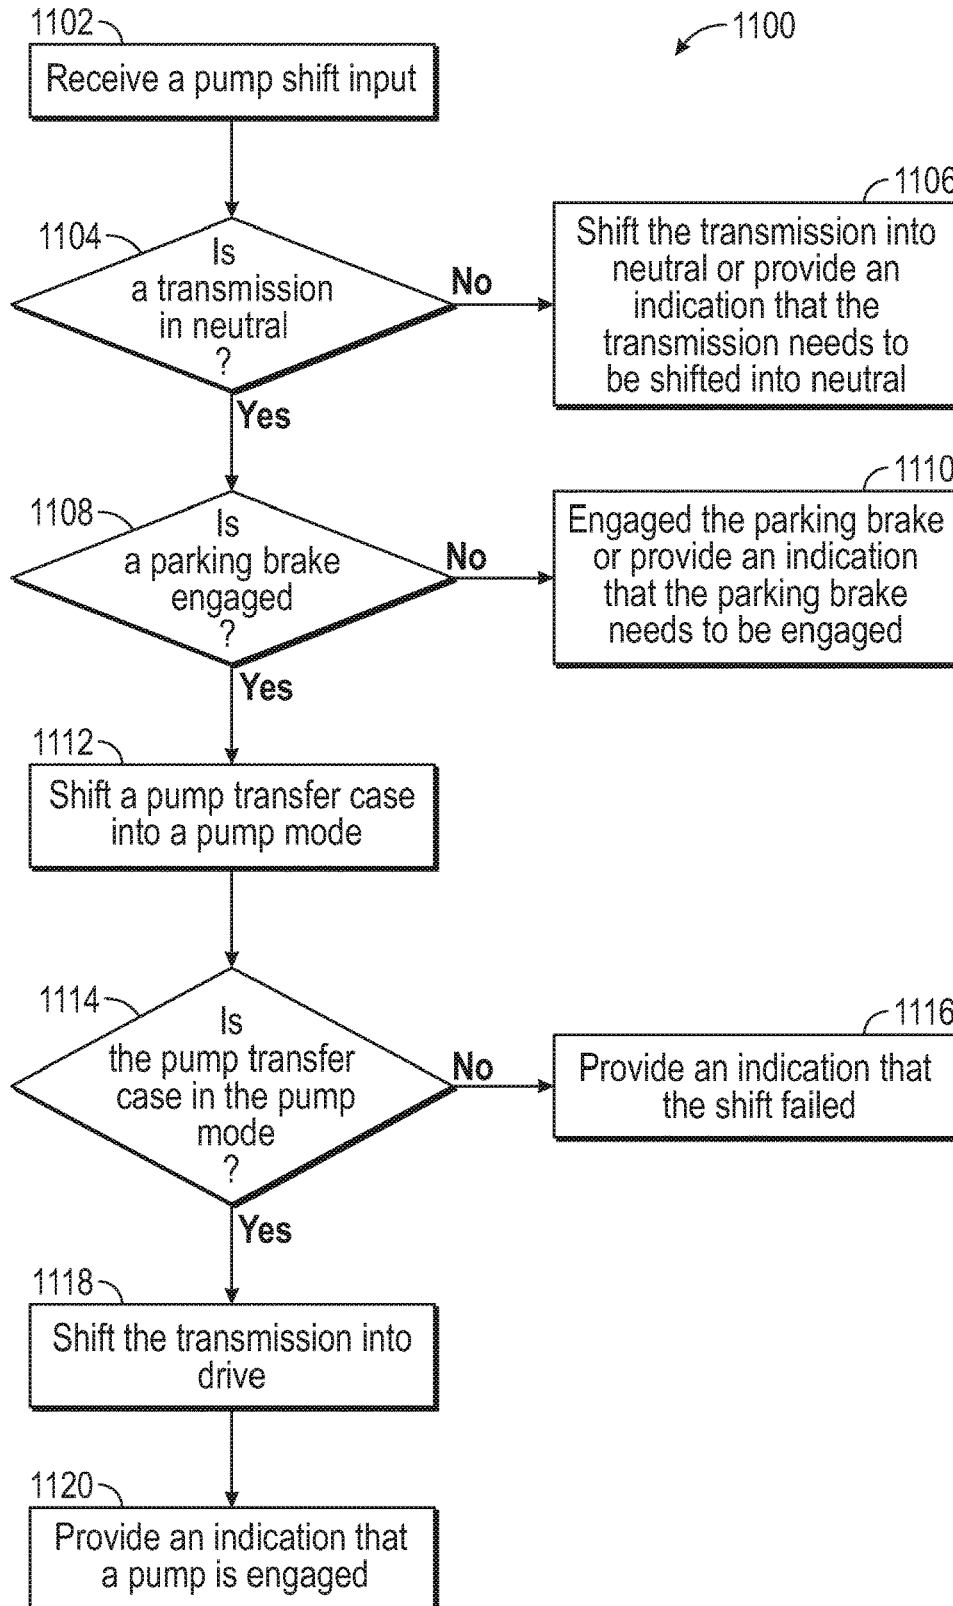 1100
1102
Receive a pump shift input
1104
Is
a transmission
in neutral
?
No
Yes
1106
Shift the transmission into
neutral or provide an
indication that the
transmission needs to
be shifted into neutral
1108
Is
a parking brake
engaged
?
No
Yes
1110
Engaged the parking brake
or provide an indication
that the parking brake
needs to be engaged
1112
Shift a pump transfer case
into a pump mode
1114
Is
the pump transfer
case in the pump
mode
?
No
Yes
1116
Provide an indication that
the shift failed
1118
Shift the transmission into
drive
1120
Provide an indication that
a pump is engaged